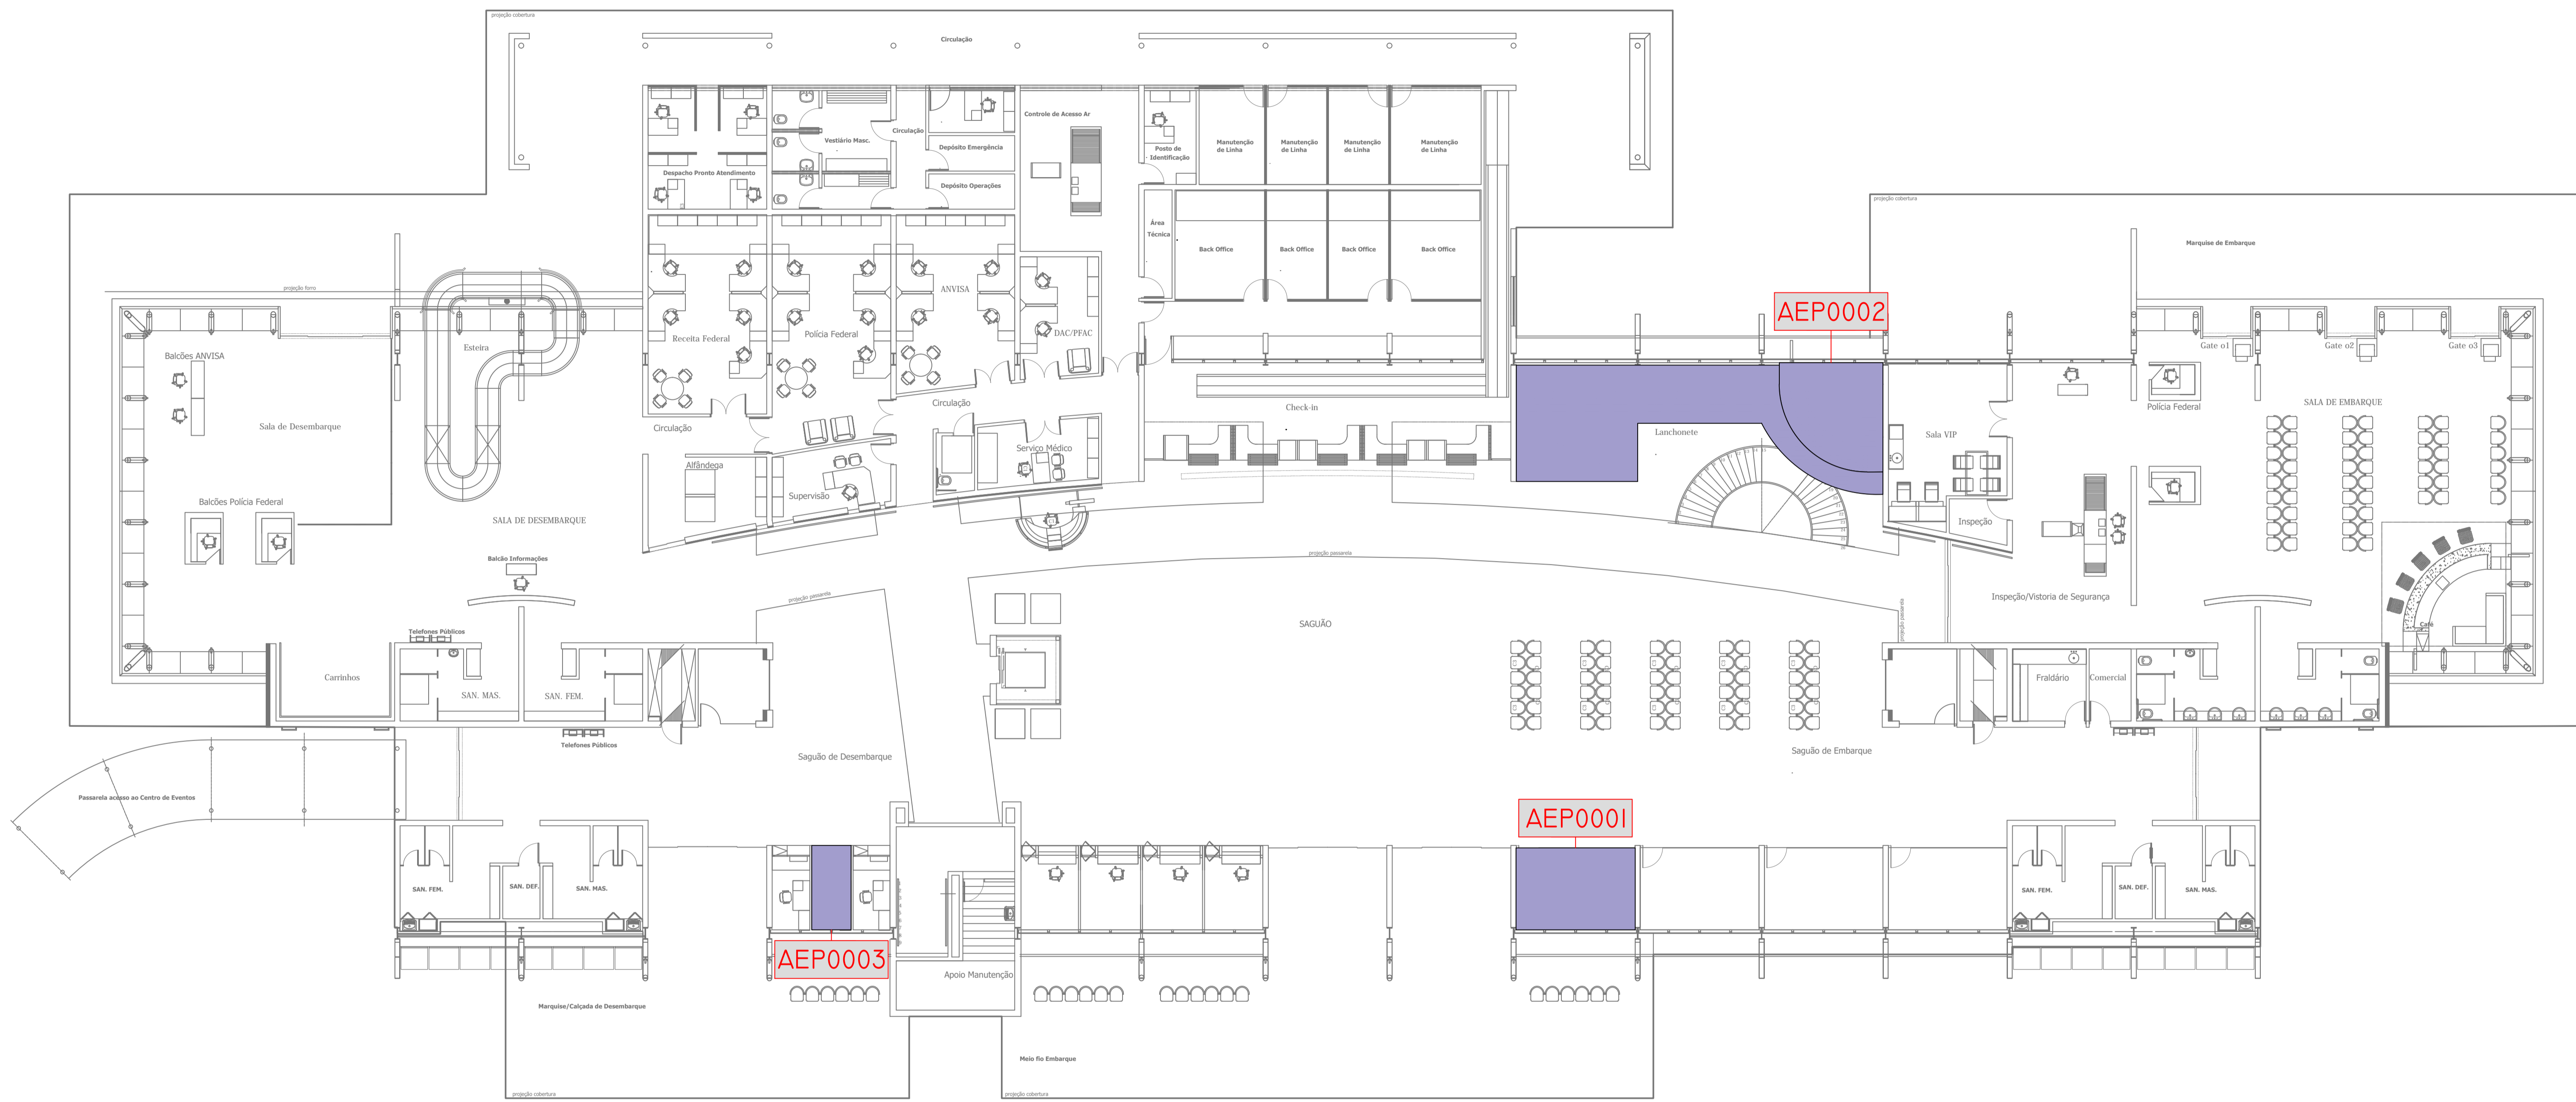 projeção cobertura
Circulação
Controle de Acesso Ar
Circulação
Vestiário Masc.
Depósito Emergência
Posto de
Identificação
Manutenção
de Linha
Manutenção
de Linha
Manutenção
de Linha
Manutenção
de Linha
Despacho Pronto Atendimento
Depósito Operações
projeção cobertura
Área
Técnica
Back Office
Back Office
Back Office
Back Office
Marquise de Embarque
projeção forro
ANVISA
AEP0002
Receita Federal
Polícia Federal
DAC/PFAC
Esteira
Balcões ANVISA
Gate 01
Gate 02
Gate 03
Sala de Desembarque
Circulação
Circulação
Check-in
Lanchonete
Sala VIP
Polícia Federal
SALA DE EMBARQUE
Alfândega
Serviço Médico
Supervisão
Balcões Polícia Federal
SALA DE DESEMBARQUE
Inspeção
Balcão Informações
projeção passarela
projeção passarela
projeção passarela
Inspeção/Vistoria de Segurança
SAGUÃO
Café
Telefones Públicos
Carrinhos
SAN. MAS.
SAN. FEM.
Fraldário
Comercial
Telefones Públicos
Saguão de Desembarque
Saguão de Embarque
Passarela acesso ao Centro de Eventos
AEP0001
SAN. FEM.
SAN. DEF.
SAN. MAS.
SAN. FEM.
SAN. DEF.
SAN. MAS.
AEP0003
Apoio Manutenção
Marquise/Calçada de Desembarque
Meio fio Embarque
projeção cobertura
projeção cobertura